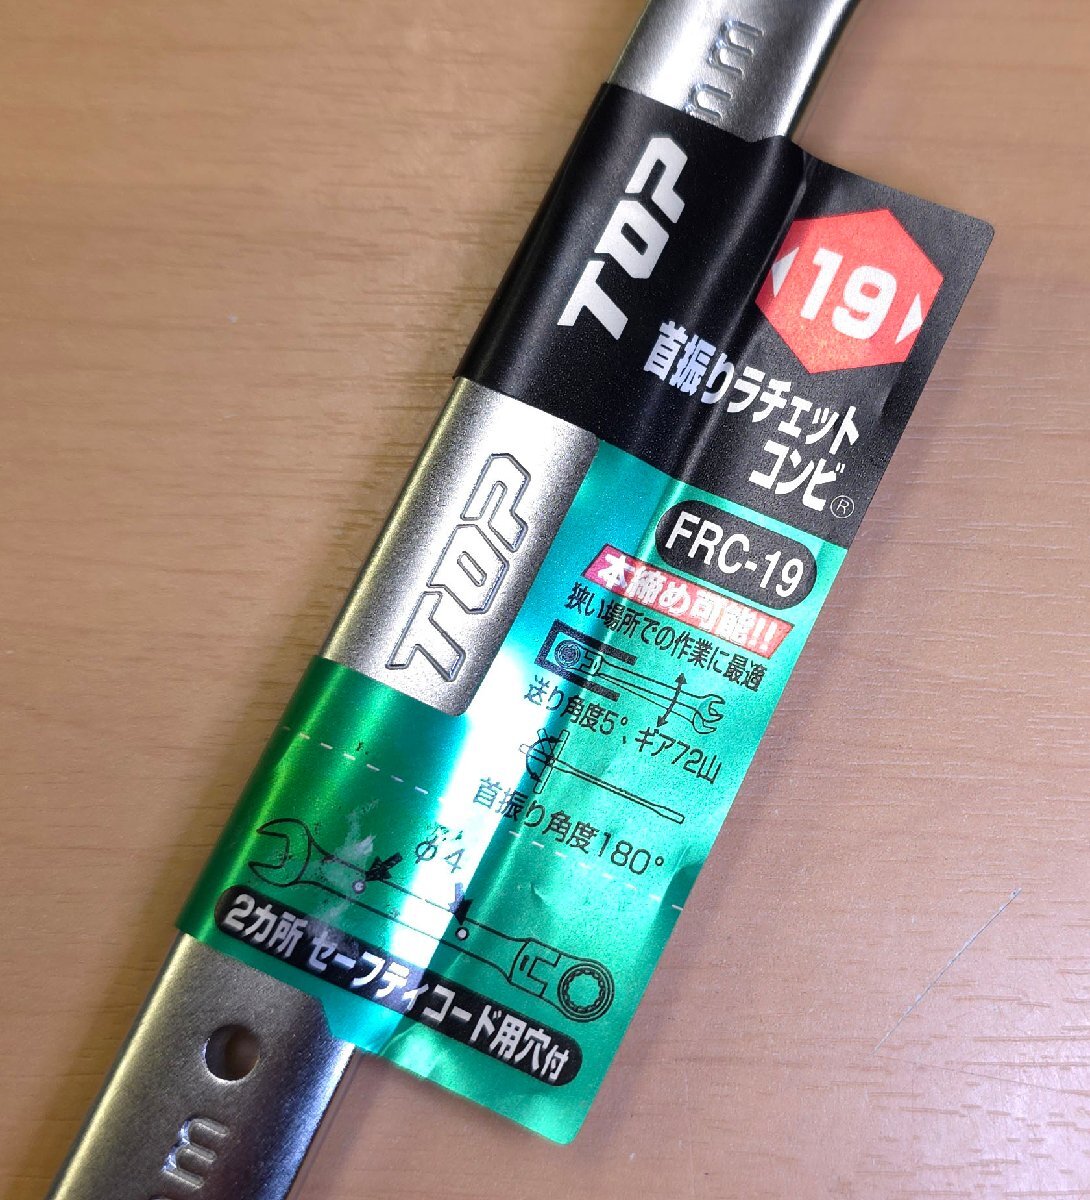 mm
TOP
19
首振りラチェット
コンビ®
TOP
FRC-19
本締め可能!!
狭い場所での作業に最適
送り角度5°、ギア72山
首振り角度180°
φ4
2カ所 セーフティコード用穴付
mm